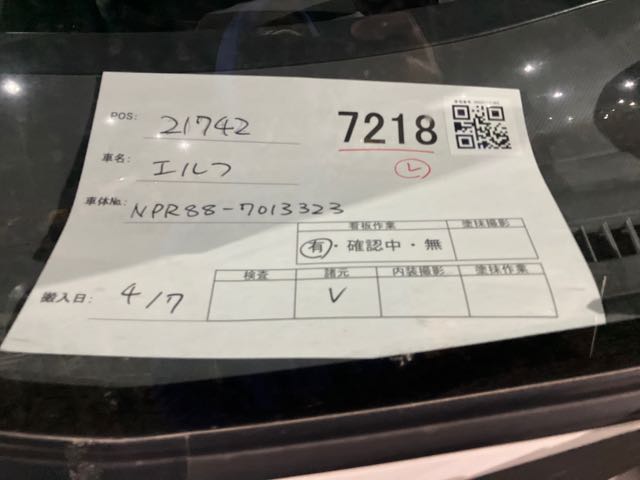 POS: 21742
7218
車名: エルフ
レ
車体No. NPR88-7013323
看板作業 塗抹撮影
有・確認中・無
検査 諸元 内装撮影 塗抹作業
搬入日: 4/7 V